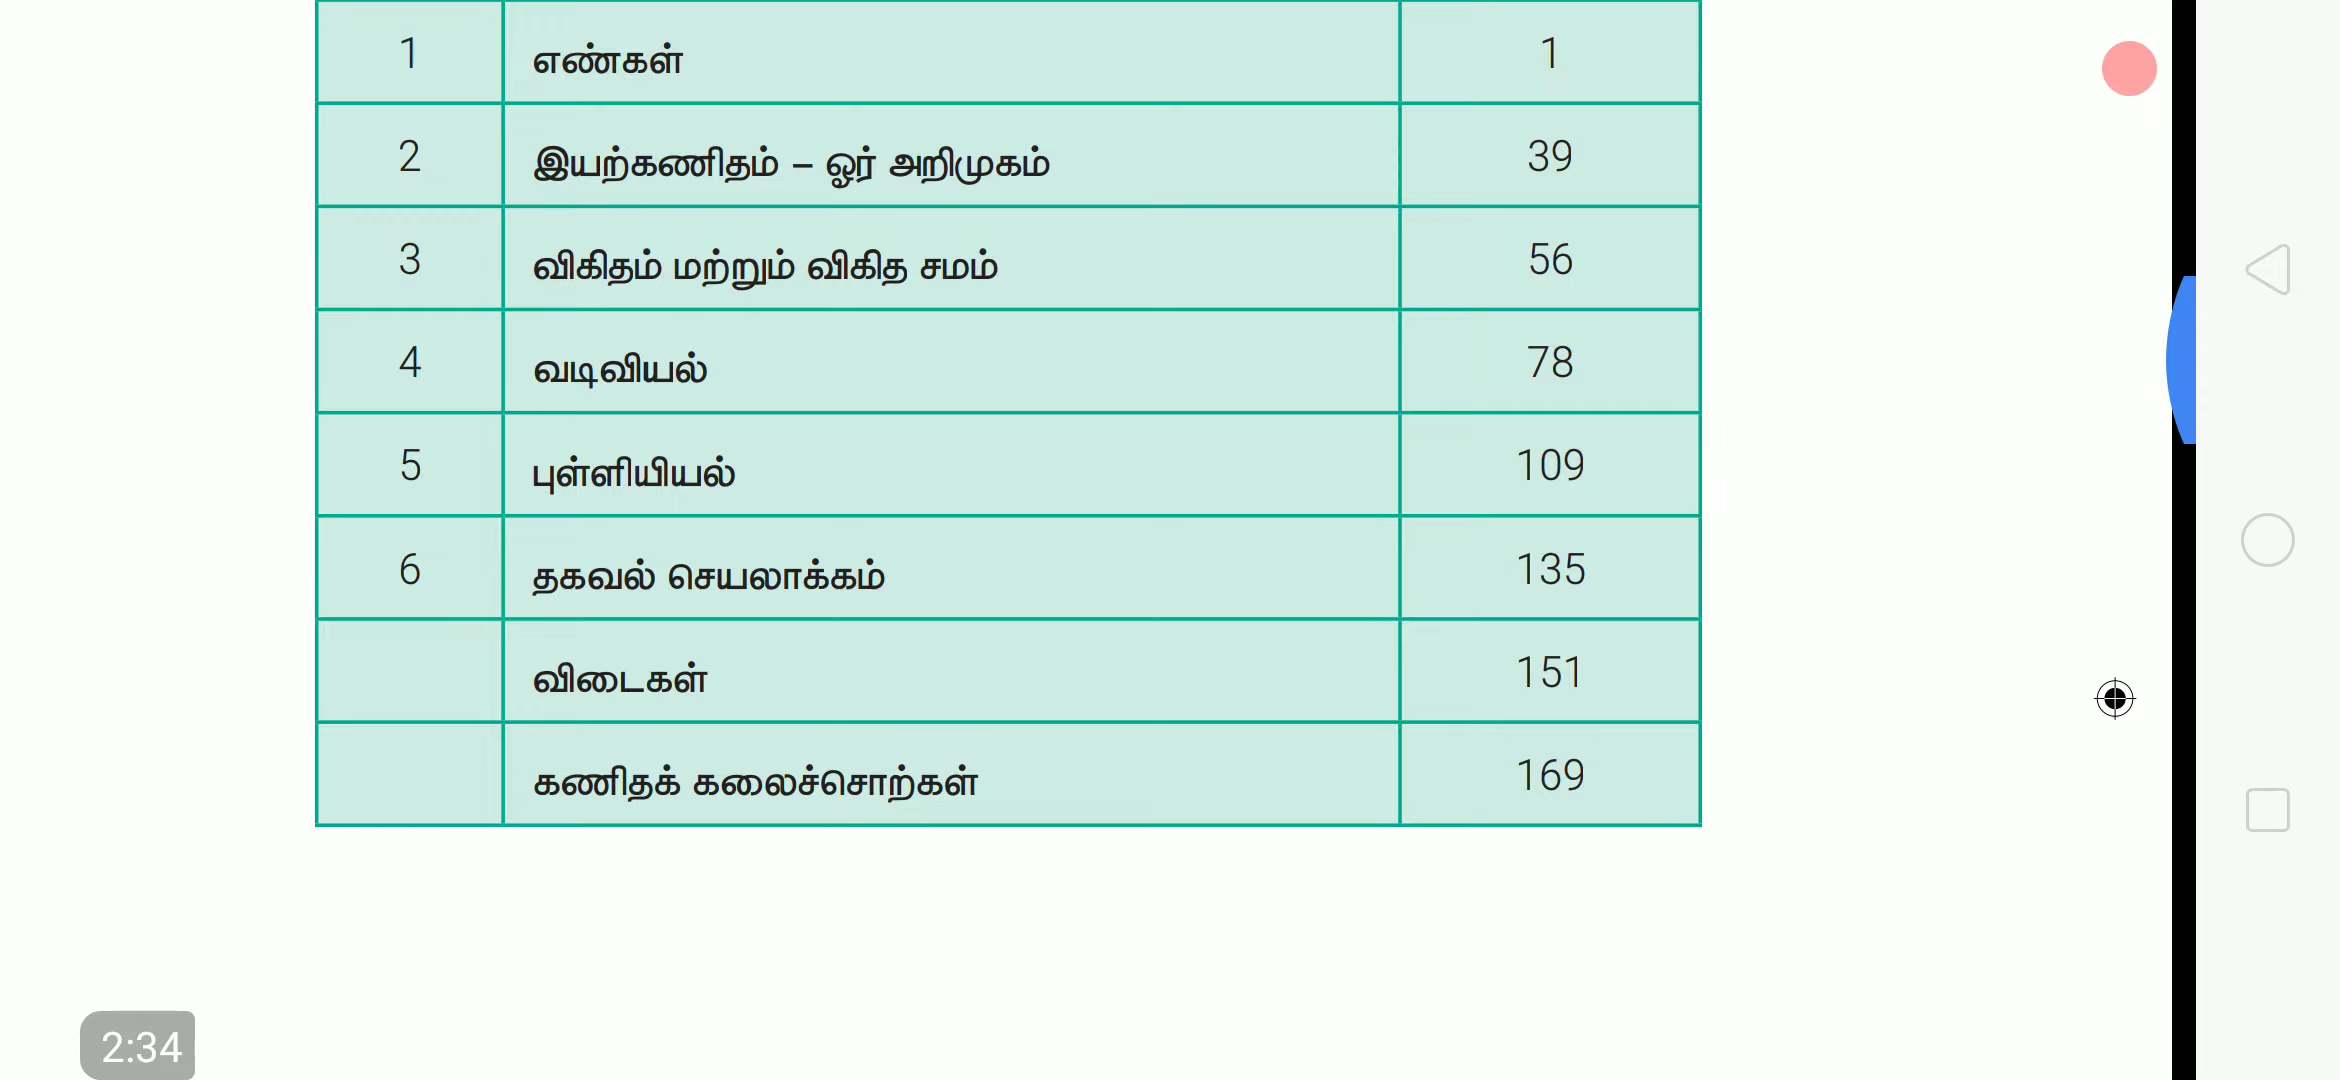 1 எண்கள் 1
2 இயற்கணிதம் – ஓர் அறிமுகம் 39
3 விகிதம் மற்றும் விகித சமம் 56
4 வடிவியல் 78
5 புள்ளியியல் 109
6 தகவல் செயலாக்கம் 135
விடைகள் 151
கணிதக் கலைச்சொற்கள் 169
2:34